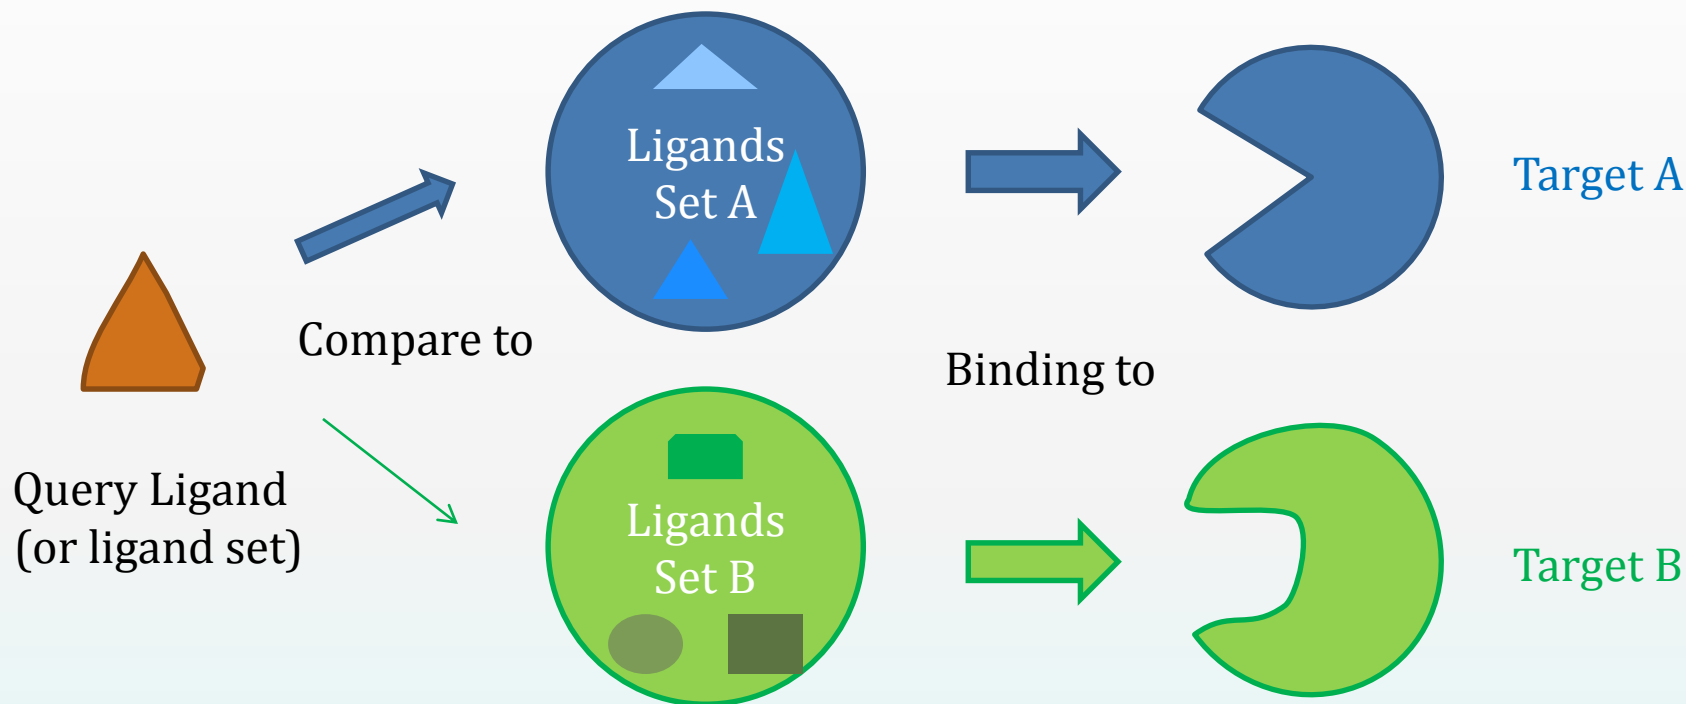 Ligands
Set A
Target A
Compare to
Binding to
Query Ligand
(or ligand set)
Ligands
Set B
Target B